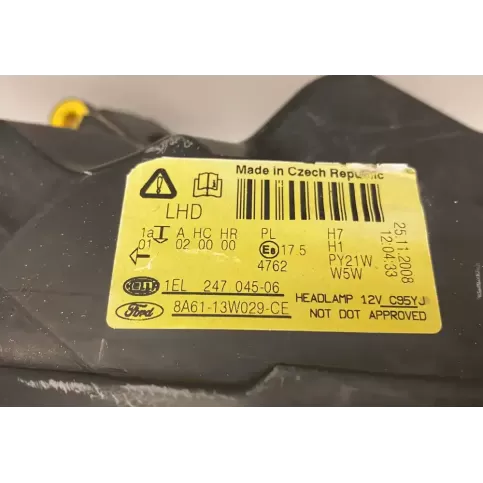 Made in Czech Republic
LHD
1a A HC HR PL H7
01 02 00 00 E8 17.5 H1
4762 PY21W
W5W
25.11.2008
12:04:33
1EL 247 045-06
HEADLAMP 12V C95YJ
Ford 8A61-13W029-CE
NOT DOT APPROVED